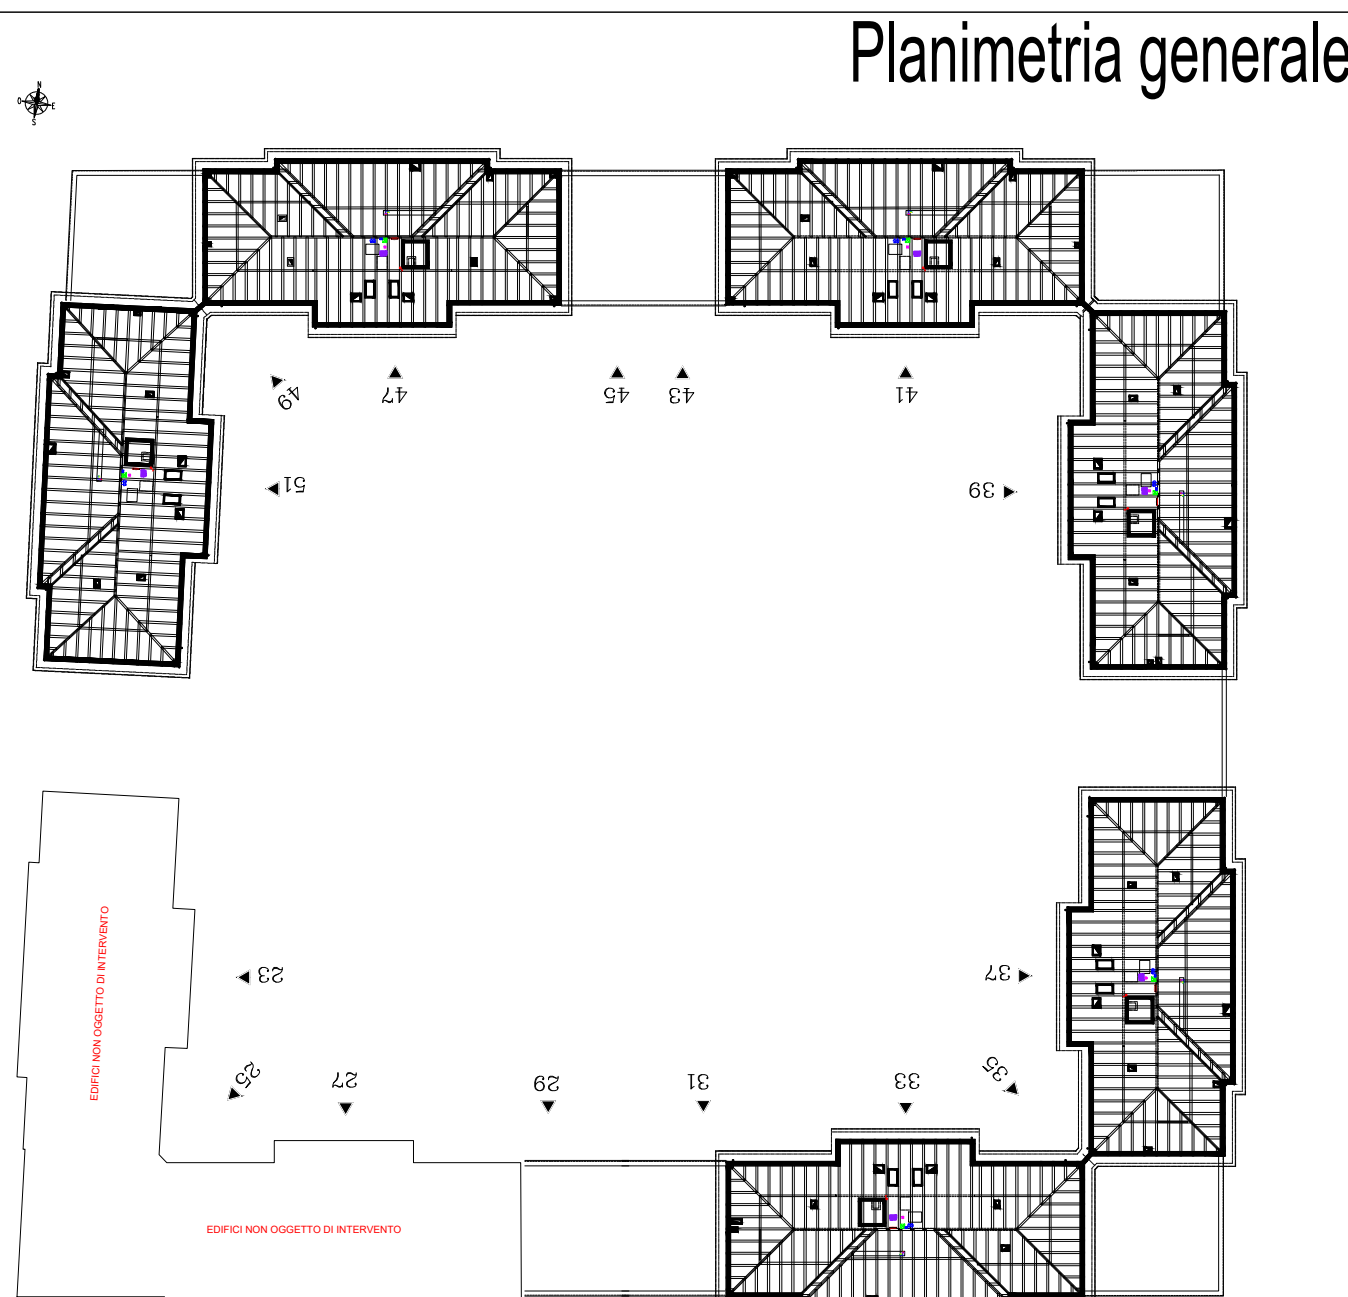 Planimetria generale
N
O E
S
49
47
45
43
41
51
39
EDIFICI NON OGGETTO DI INTERVENTO
23
37
25
27
29
31
33
35
EDIFICI NON OGGETTO DI INTERVENTO